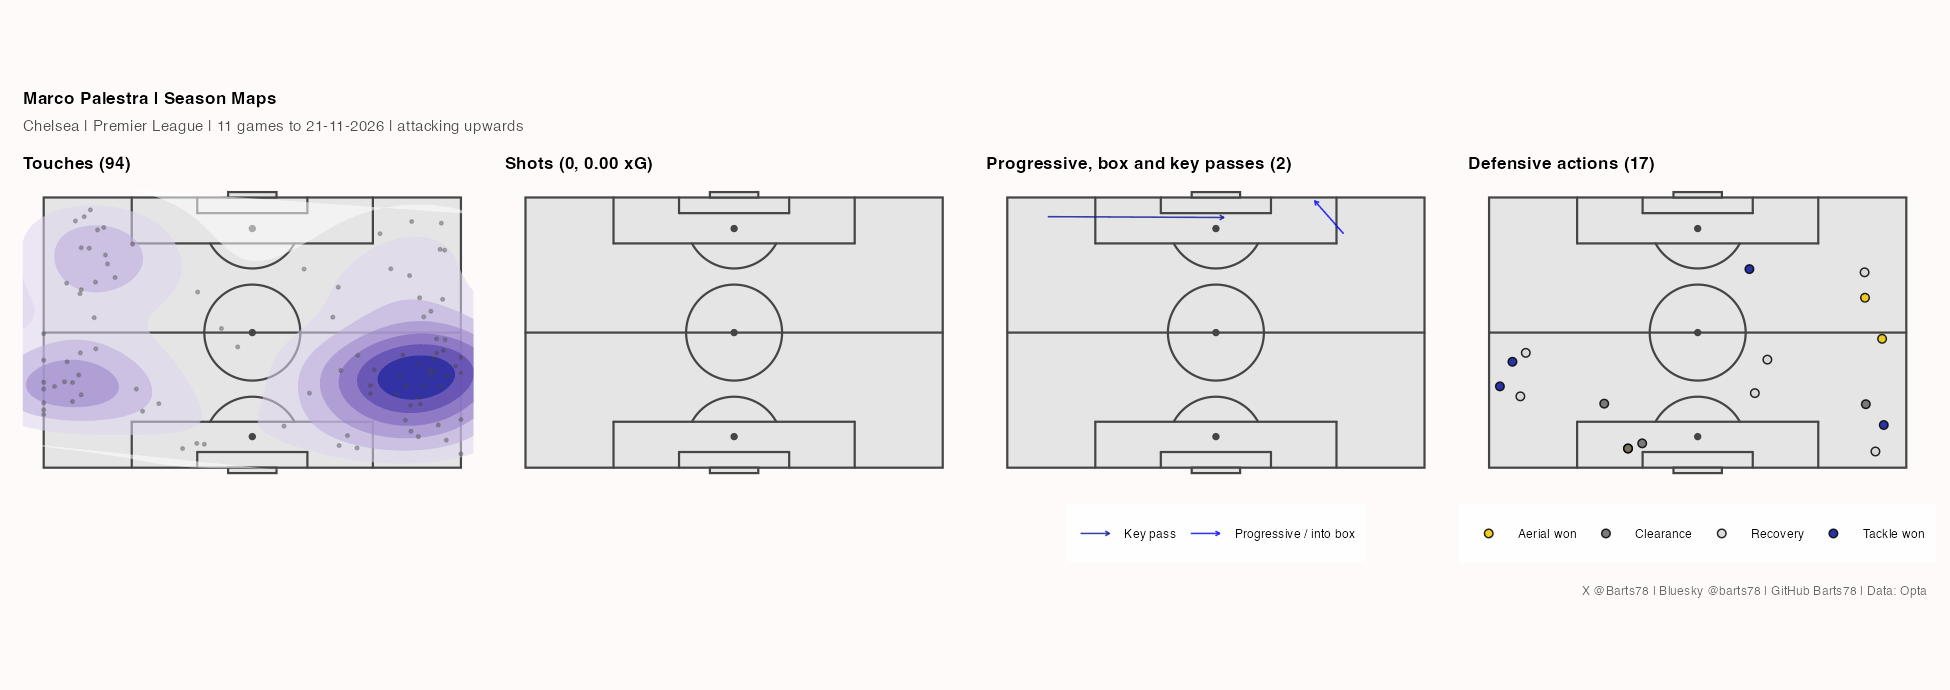 Marco Palestra | Season Maps
Chelsea | Premier League | 11 games to 21-11-2026 | attacking upwards
Touches (94)
Shots (0, 0.00 xG)
Progressive, box and key passes (2)
Defensive actions (17)
Key pass
Progressive / into box
Aerial won
Clearance
Recovery
Tackle won
X @Barts78 | Bluesky @barts78 | GitHub Barts78 | Data: Opta